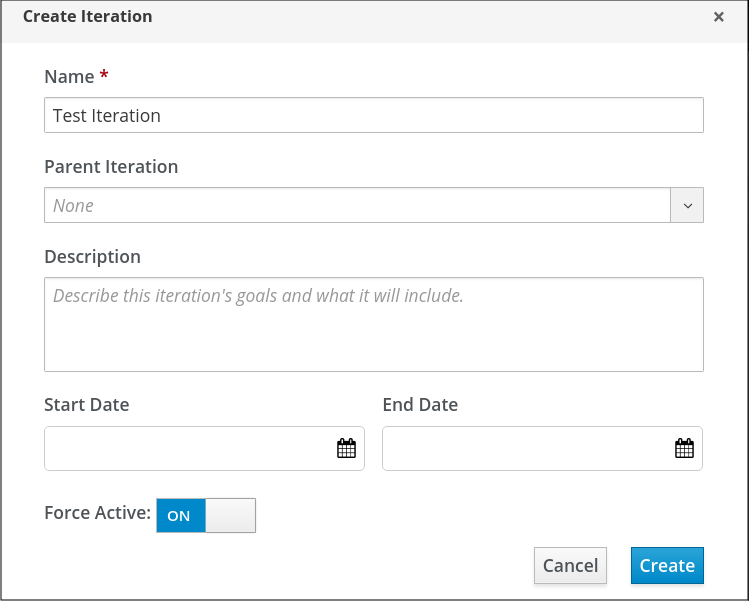 Create Iteration ×
Name *
Test Iteration
Parent Iteration
None
Description
Describe this iteration's goals and what it will include.
Start Date End Date
Force Active: ON
Cancel Create